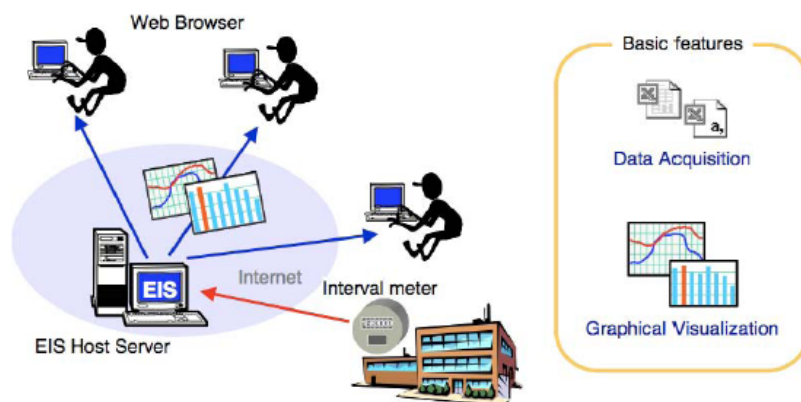 Web Browser
Internet
EIS
EIS Host Server
Interval meter
Basic features
a,
Data Acquisition
Graphical Visualization